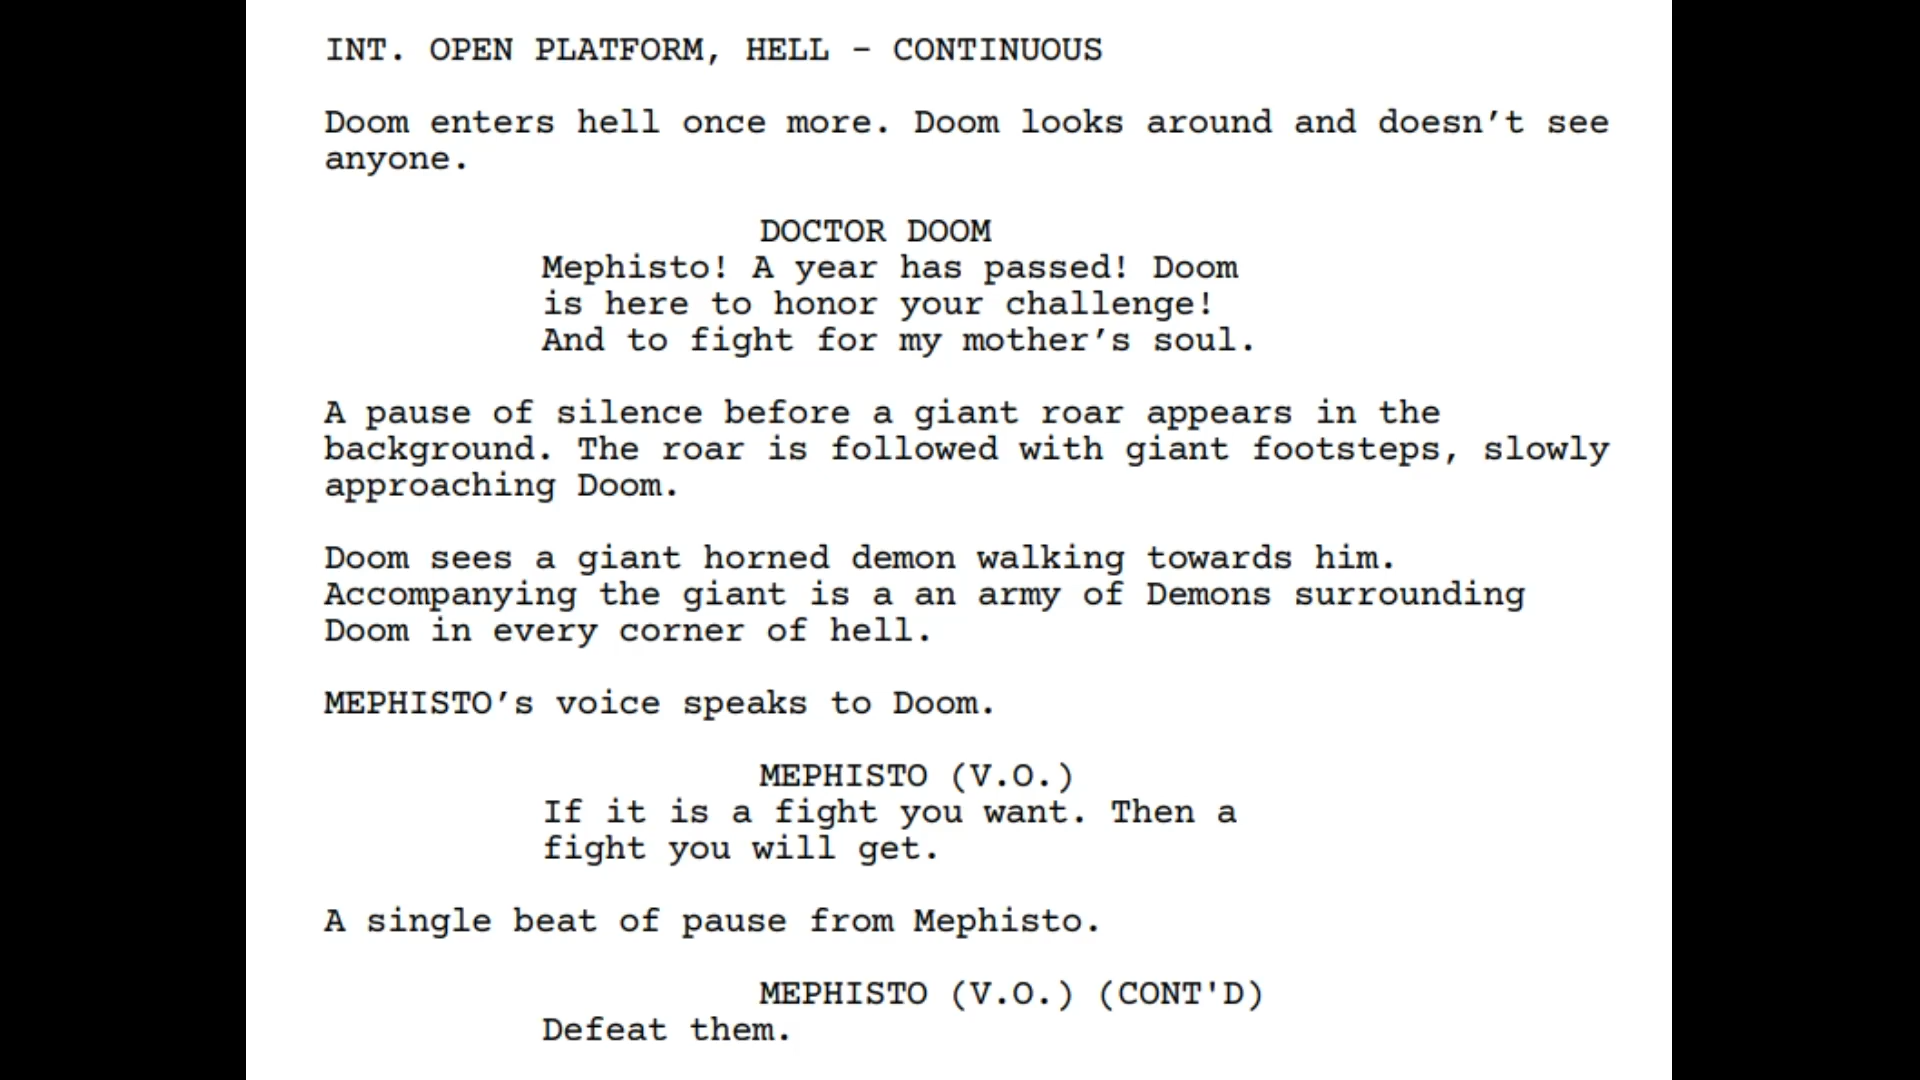 INT. OPEN PLATFORM, HELL - CONTINUOUS
Doom enters hell once more. Doom looks around and doesn’t see
anyone.
DOCTOR DOOM
Mephisto! A year has passed! Doom
is here to honor your challenge!
And to fight for my mother’s soul.
A pause of silence before a giant roar appears in the
background. The roar is followed with giant footsteps, slowly
approaching Doom.
Doom sees a giant horned demon walking towards him.
Accompanying the giant is a an army of Demons surrounding
Doom in every corner of hell.
MEPHISTO’s voice speaks to Doom.
MEPHISTO (V.O.)
If it is a fight you want. Then a
fight you will get.
A single beat of pause from Mephisto.
MEPHISTO (V.O.) (CONT'D)
Defeat them.